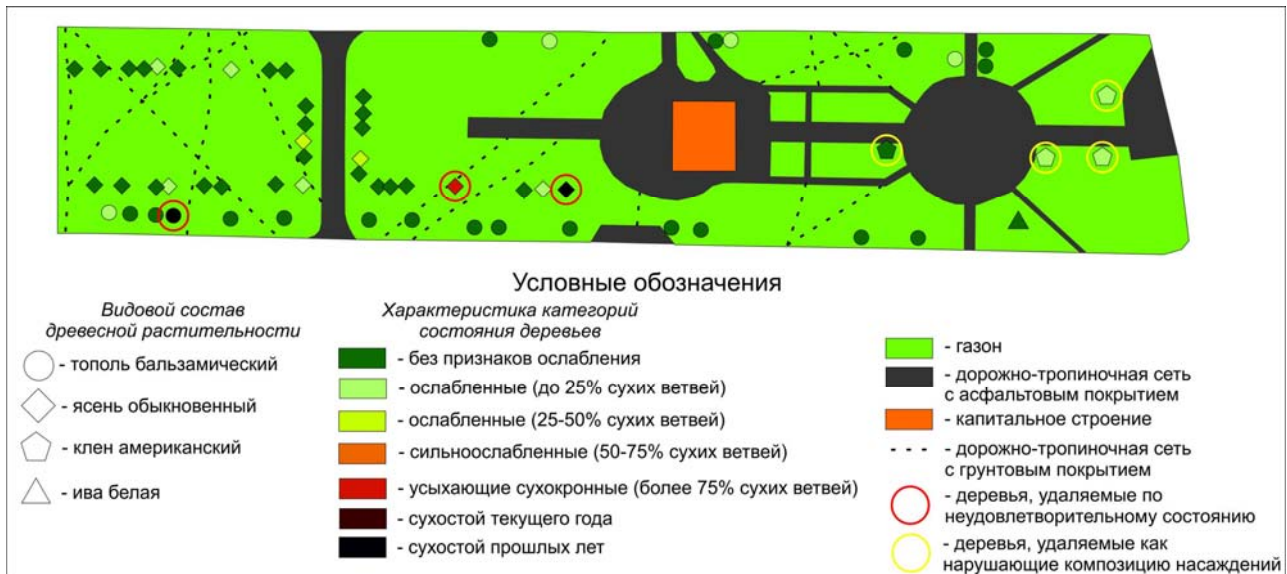 Условные обозначения
Видовой состав
древесной растительности
- тополь бальзамический
- ясень обыкновенный
- клен американский
- ива белая
Характеристика категорий
состояния деревьев
- без признаков ослабления
- ослабленные (до 25% сухих ветвей)
- ослабленные (25-50% сухих ветвей)
- сильноослабленные (50-75% сухих ветвей)
- усыхающие сухокронные (более 75% сухих ветвей)
- сухостой текущего года
- сухостой прошлых лет
- газон
- дорожно-тропиночная сеть
с асфальтовым покрытием
- капитальное строение
- дорожно-тропиночная сеть
с грунтовым покрытием
- деревья, удаляемые по
неудовлетворительному состоянию
- деревья, удаляемые как
нарушающие композицию насаждений